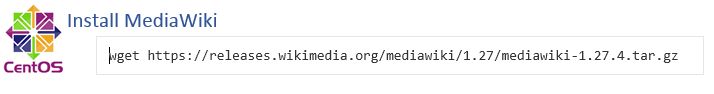 Install MediaWiki
wget https://releases.wikimedia.org/mediawiki/1.27/mediawiki-1.27.4.tar.gz
CentOS